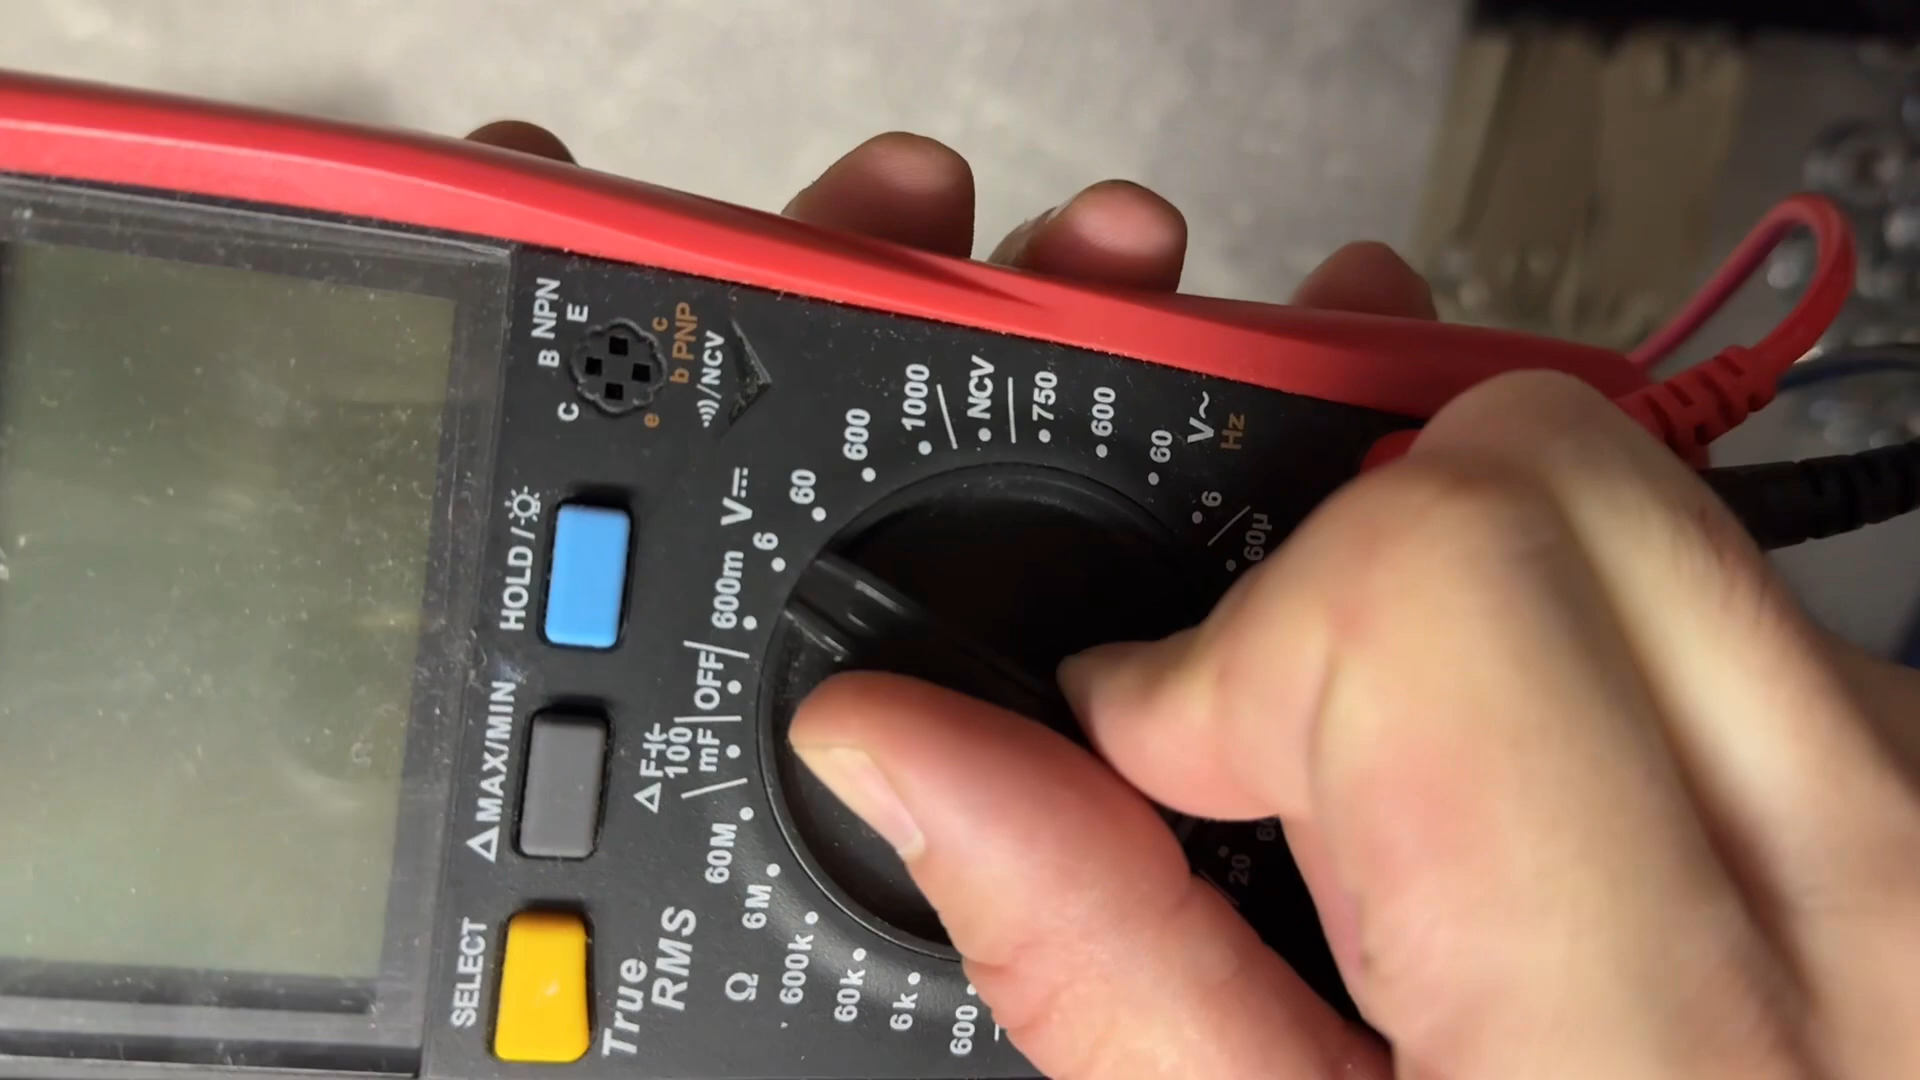 NPN
C B E
e b c
PNP
•)))/NCV
HOLD/
△MAX/MIN
SELECT
True
RMS
V⎓
600m
6
60
600
1000
NCV
750
600
60
6
V~
Hz
60μ
20
OFF
△F
100
mF
60M
6M
600k
60k
6k
600
Ω